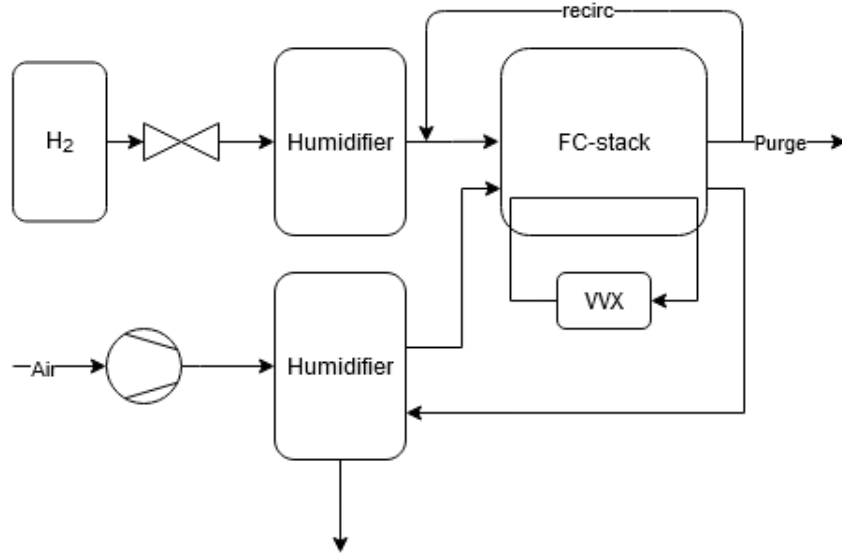 recirc
H2
Humidifier
FC-stack
Purge
VVX
Air
Humidifier